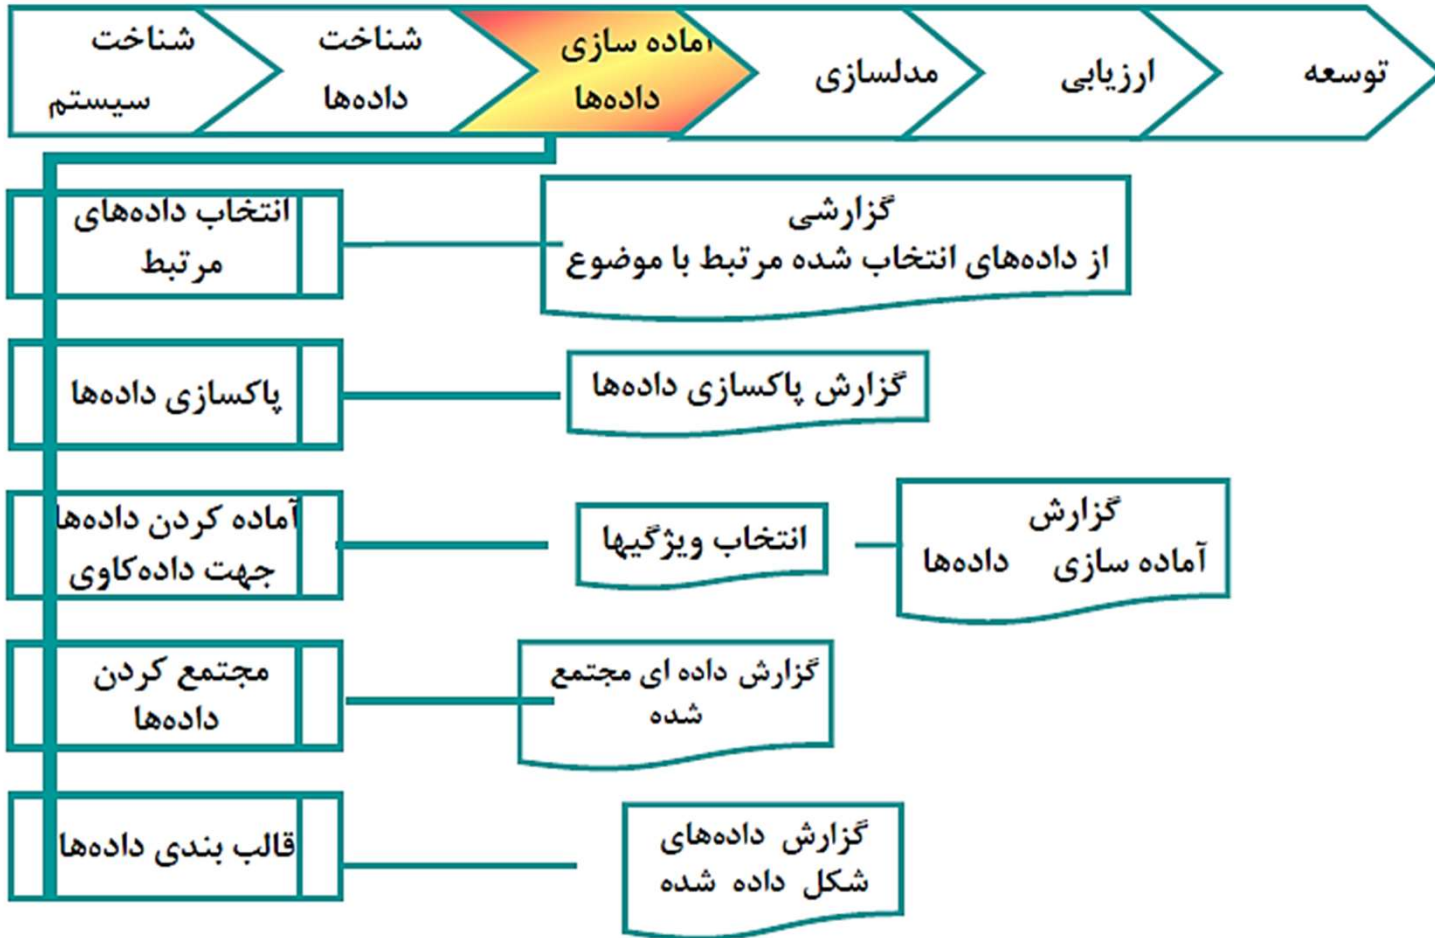 شناخت
سیستم
شناخت
داده‌ها
آماده سازی
داده‌ها
مدلسازی
ارزیابی
توسعه
انتخاب داده‌های
مرتبط
گزارشی
از داده‌های انتخاب شده مرتبط با موضوع
پاکسازی داده‌ها
گزارش پاکسازی داده‌ها
آماده کردن داده‌ها
جهت داده‌کاوی
انتخاب ویژگیها
گزارش
آماده سازی داده‌ها
مجتمع کردن
داده‌ها
گزارش داده ای مجتمع
شده
قالب بندی داده‌ها
گزارش داده‌های
شکل داده شده